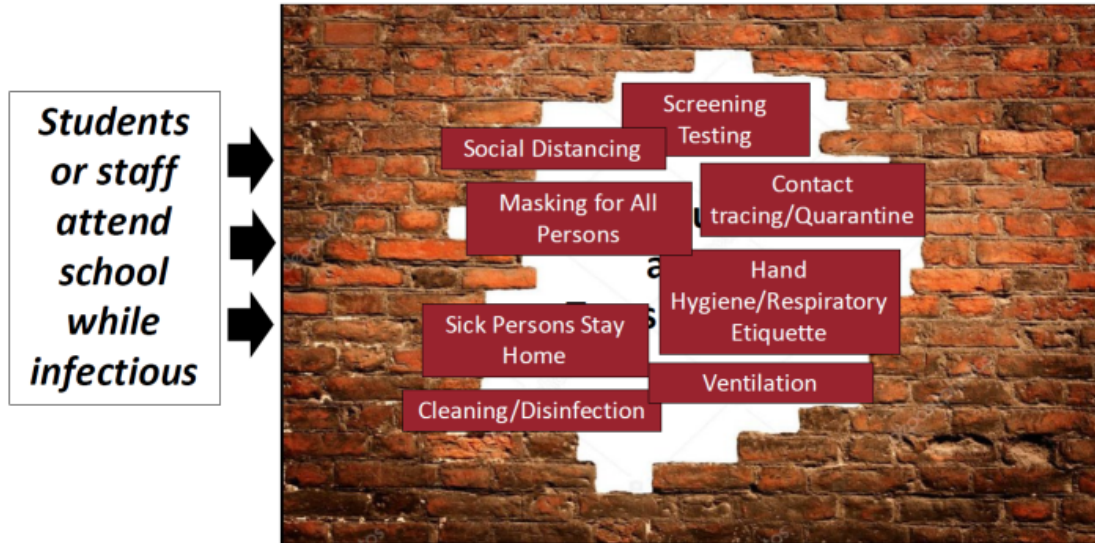 Students
or staff
attend
school
while
infectious
Screening
Testing
Social Distancing
Contact
tracing/Quarantine
Masking for All
Persons
Hand
Hygiene/Respiratory
Etiquette
Sick Persons Stay
Home
Ventilation
Cleaning/Disinfection